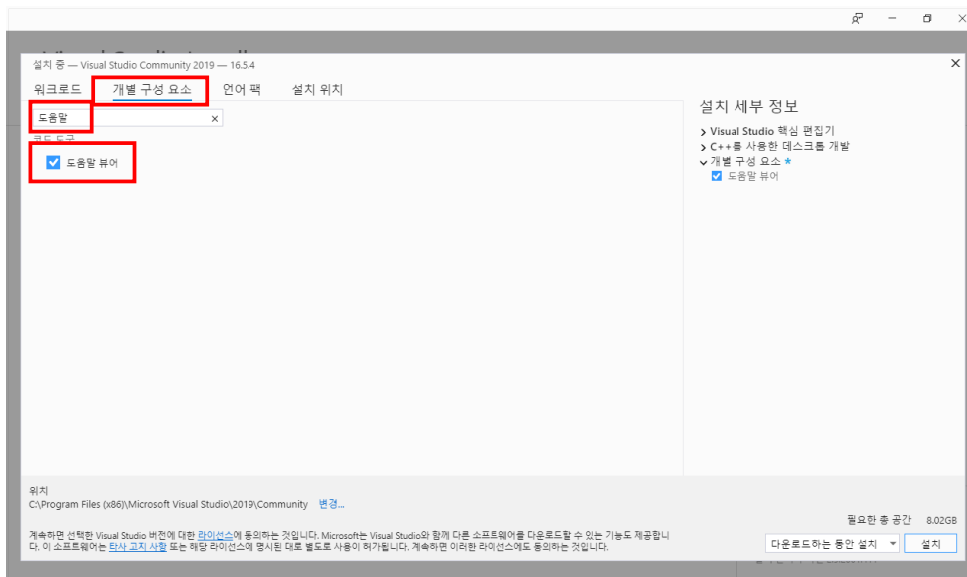 설치 중 — Visual Studio Community 2019 — 16.5.4
워크로드 개별 구성 요소 언어 팩 설치 위치
도움말
코드 도구
도움말 뷰어
설치 세부 정보
Visual Studio 핵심 편집기
C++를 사용한 데스크톱 개발
개별 구성 요소 *
도움말 뷰어
위치
C:\Program Files (x86)\Microsoft Visual Studio\2019\Community 변경...
계속하면 선택한 Visual Studio 버전에 대한 라이선스에 동의하는 것입니다. Microsoft는 Visual Studio와 함께 다른 소프트웨어를 다운로드할 수 있는 기능도 제공합니
다. 이 소프트웨어는 타사 고지 사항 또는 해당 라이선스에 명시된 대로 별도로 사용이 허가됩니다. 계속하면 이러한 라이선스에도 동의하는 것입니다.
필요한 총 공간 8.02GB
다운로드하는 동안 설치 설치